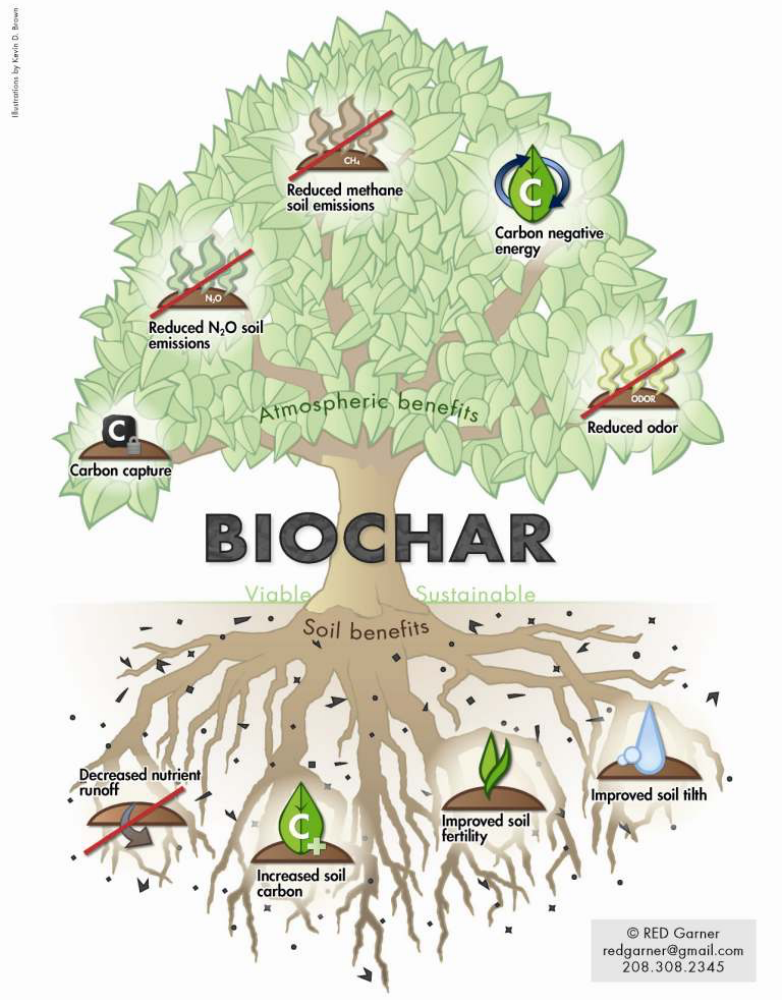 Illustrations by Kevin D. Brown
CH₄
Reduced methane
soil emissions
C
Carbon negative
energy
N₂O
Reduced N₂O soil
emissions
ODOR
Reduced odor
Atmospheric benefits
C
Carbon capture
BIOCHAR
Viable Sustainable
Soil benefits
Decreased nutrient
runoff
C
Increased soil
carbon
Improved soil
fertility
Improved soil tilth
© RED Garner
redgarner@gmail.com
208.308.2345